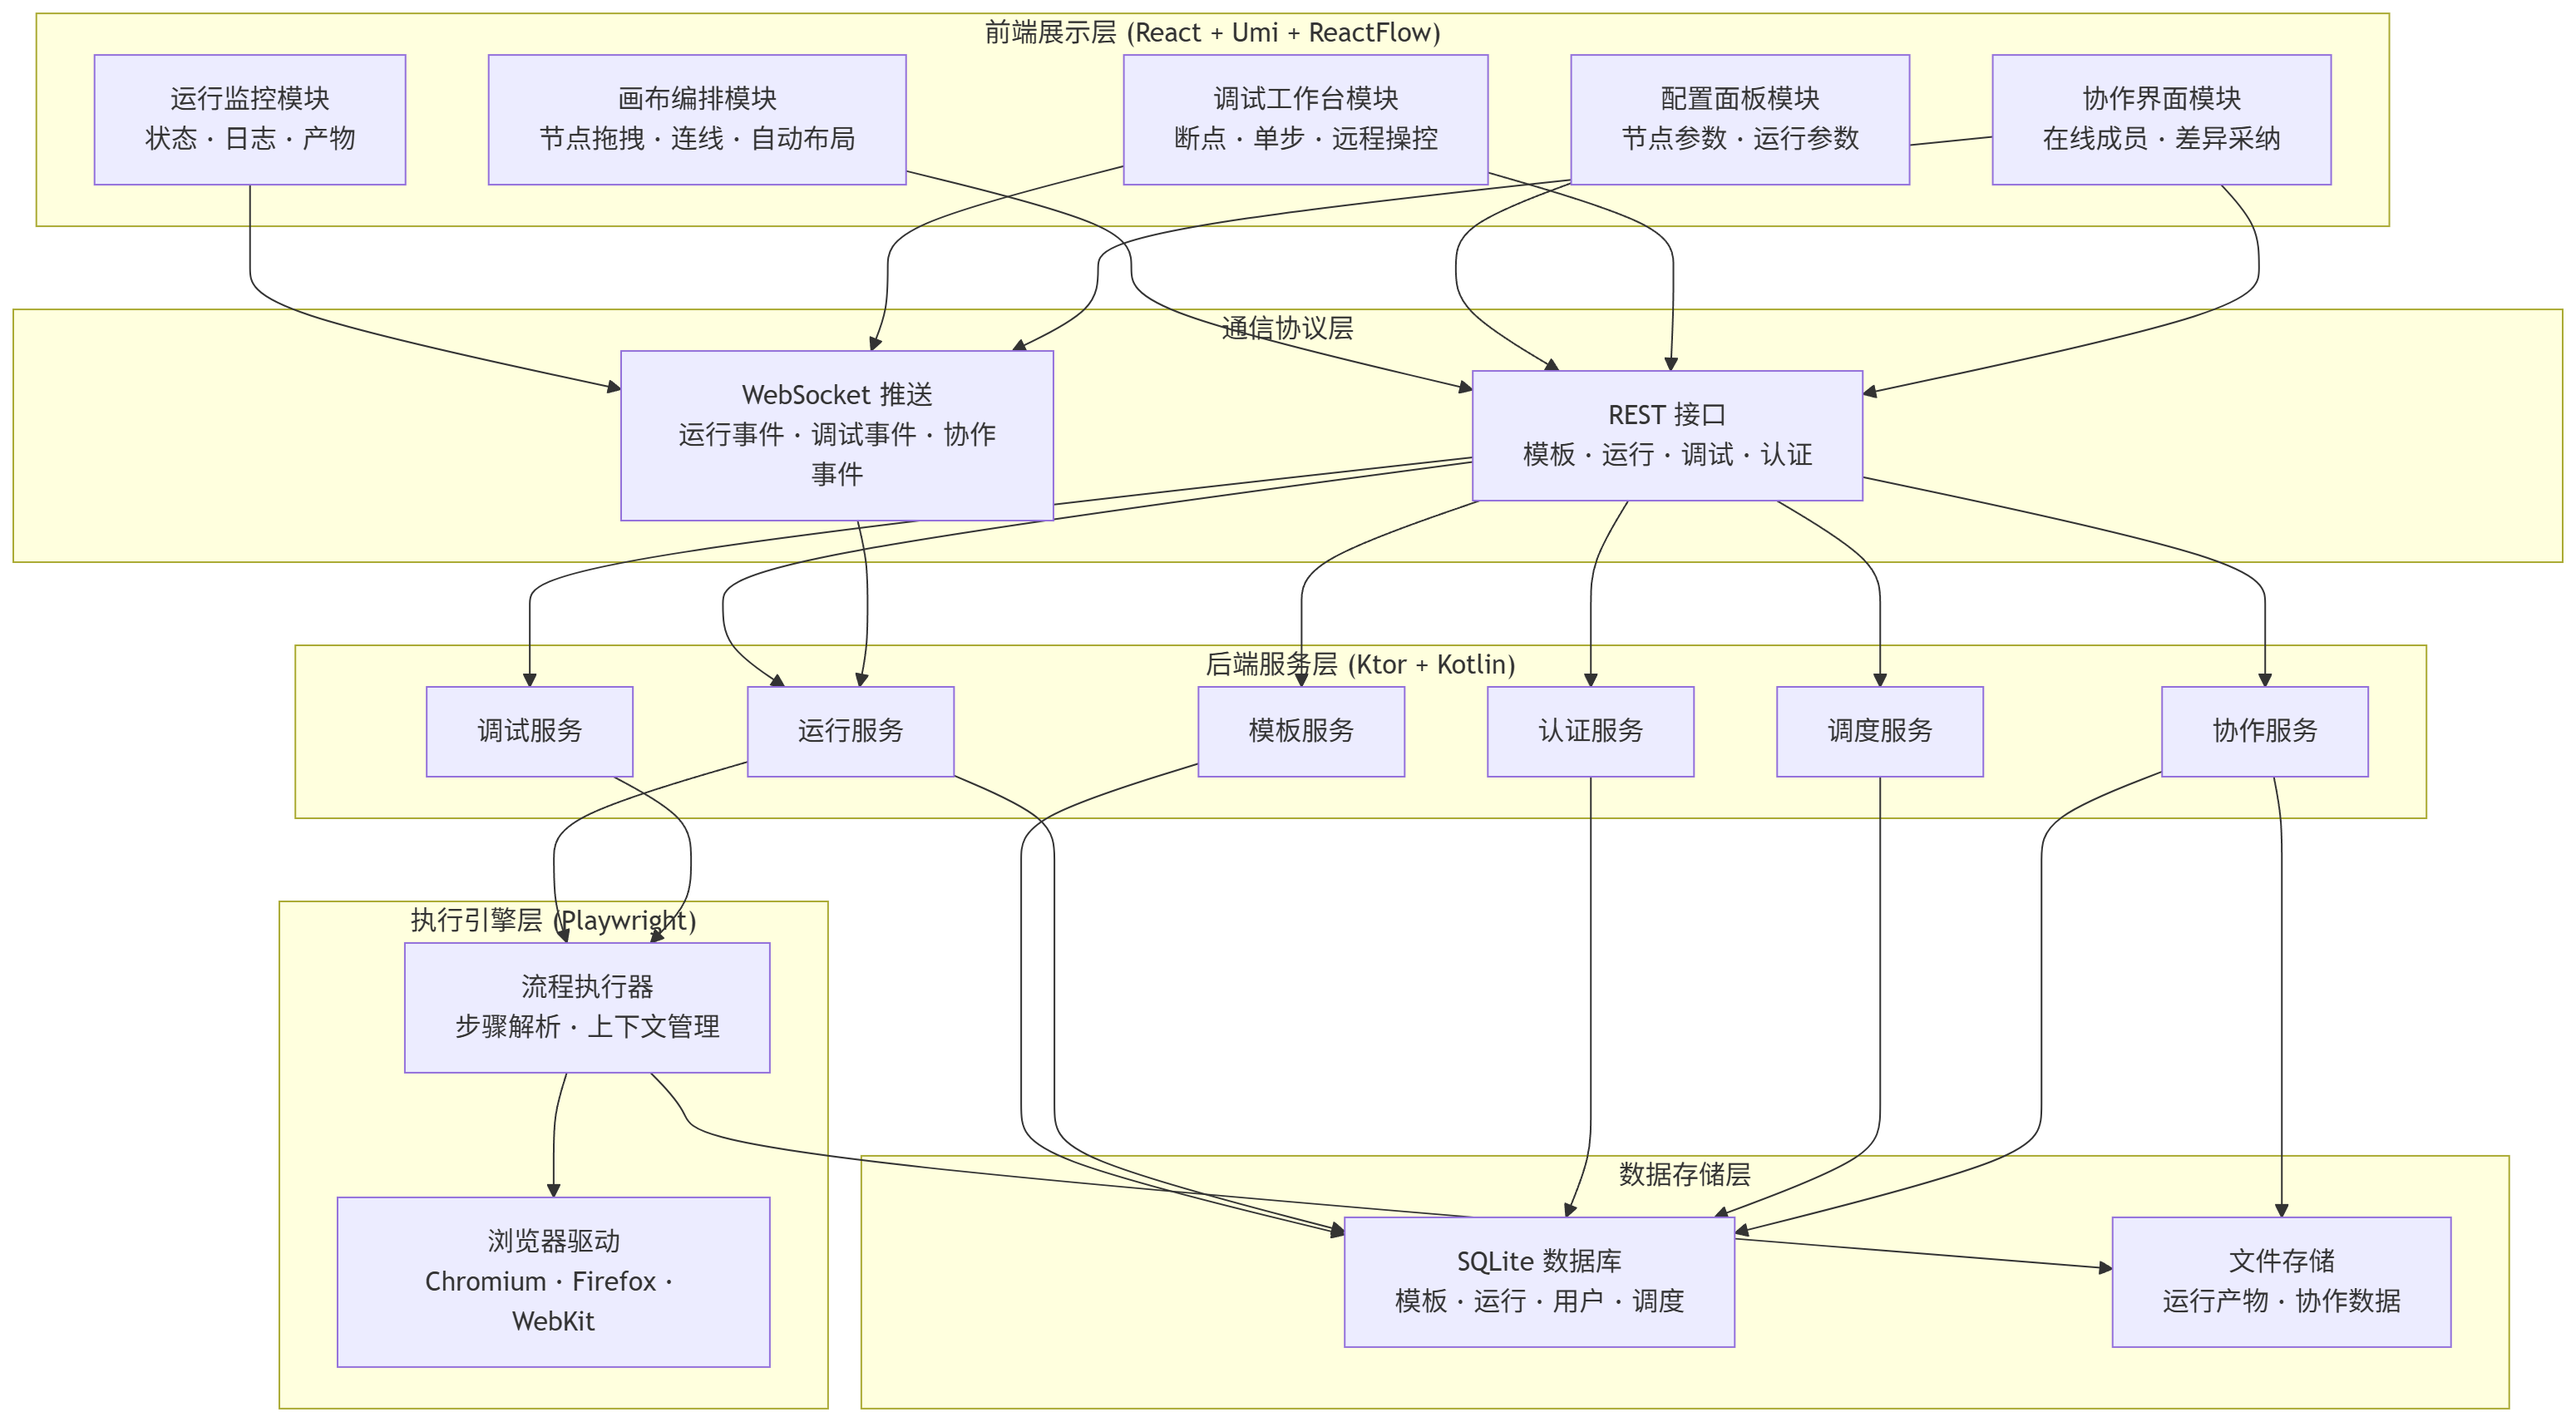 前端展示层 (React + Umi + ReactFlow)
运行监控模块
状态 · 日志 · 产物
画布编排模块
节点拖拽 · 连线 · 自动布局
调试工作台模块
断点 · 单步 · 远程操控
配置面板模块
节点参数 · 运行参数
协作界面模块
在线成员 · 差异采纳
通信协议层
WebSocket 推送
运行事件 · 调试事件 · 协作
事件
REST 接口
模板 · 运行 · 调试 · 认证
后端服务层 (Ktor + Kotlin)
调试服务
运行服务
模板服务
认证服务
调度服务
协作服务
执行引擎层 (Playwright)
流程执行器
步骤解析 · 上下文管理
浏览器驱动
Chromium · Firefox ·
WebKit
数据存储层
SQLite 数据库
模板 · 运行 · 用户 · 调度
文件存储
运行产物 · 协作数据